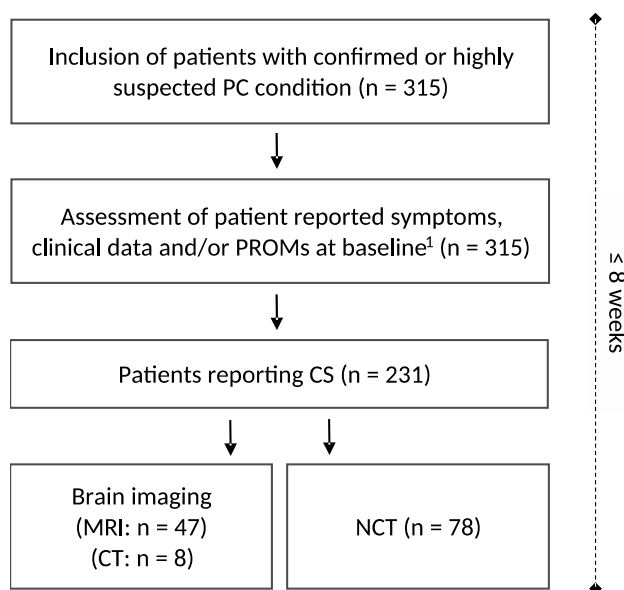 Inclusion of patients with confirmed or highly
suspected PC condition (n = 315)
Assessment of patient reported symptoms,
clinical data and/or PROMs at baseline¹ (n = 315)
Patients reporting CS (n = 231)
Brain imaging
(MRI: n = 47)
(CT: n = 8)
NCT (n = 78)
≤ 8 weeks